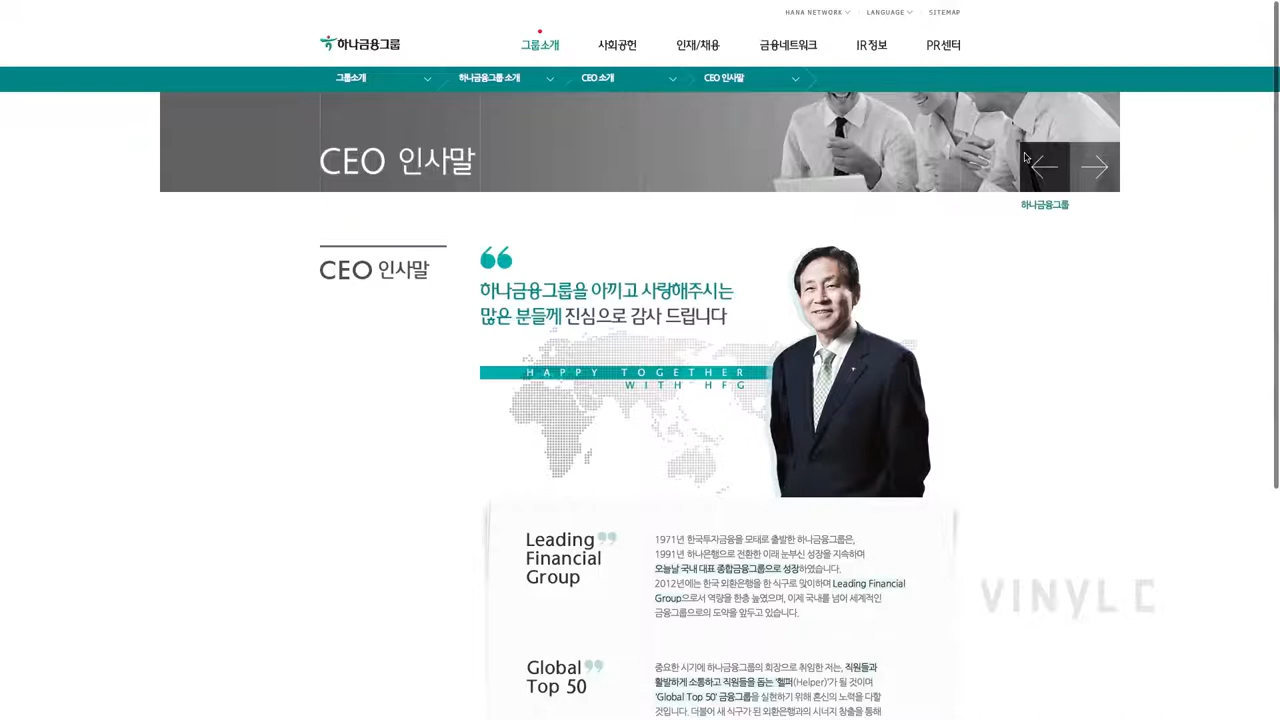 HANA NETWORK LANGUAGE SITEMAP
하나금융그룹 그룹소개 사회공헌 인재/채용 금융네트워크 IR 정보 PR 센터
그룹소개 하나금융그룹 소개 CEO 소개 CEO 인사말
CEO 인사말
하나금융그룹
CEO 인사말
하나금융그룹을 아끼고 사랑해주시는
많은 분들께 진심으로 감사 드립니다
HAPPY TOGETHER
WITH HFG
Leading
Financial
Group
1971년 한국투자금융을 모태로 출발한 하나금융그룹은,
1991년 하나은행으로 전환한 이래 눈부신 성장을 지속하며
오늘날 국내 대표 종합금융그룹으로 성장하였습니다.
2012년에는 한국 외환은행을 한 식구로 맞이하며 Leading Financial
Group으로서 역량을 한층 높였으며, 이제 국내를 넘어 세계적인
금융그룹으로의 도약을 앞두고 있습니다.
VINYL C
Global
Top 50
중요한 시기에 하나금융그룹의 회장으로 취임한 저는, 직원들과
활발하게 소통하고 직원들을 돕는 '헬퍼(Helper)'가 될 것이며
'Global Top 50' 금융그룹을 실현하기 위해 혼신의 노력을 다할
것입니다. 더불어 새 식구가 된 외환은행과의 시너지 창출을 통해